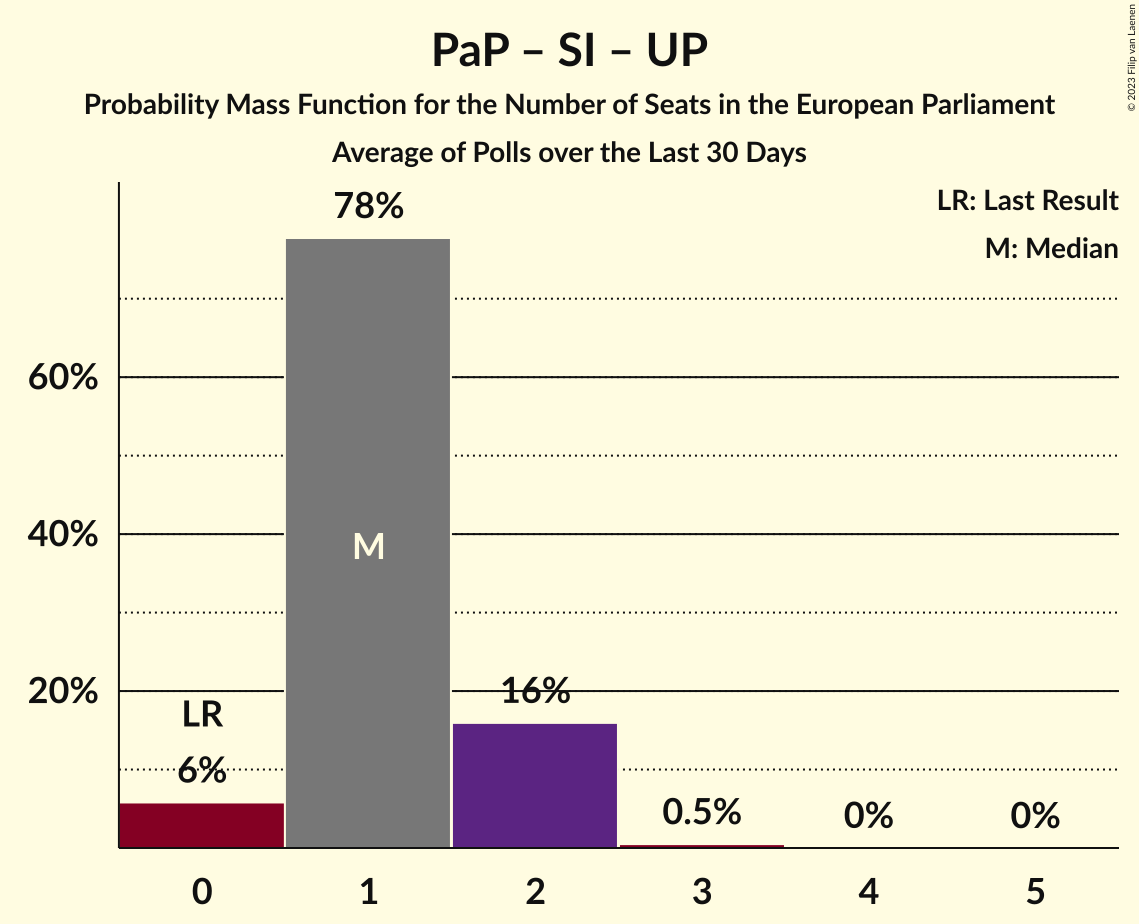 PaP – SI – UP
Probability Mass Function for the Number of Seats in the European Parliament
Average of Polls over the Last 30 Days
© 2023 Filip van Laenen
LR: Last Result
M: Median
78%
60%
M
40%
20%
16%
LR
6%
0.5%
0%
0%
0 1 2 3 4 5